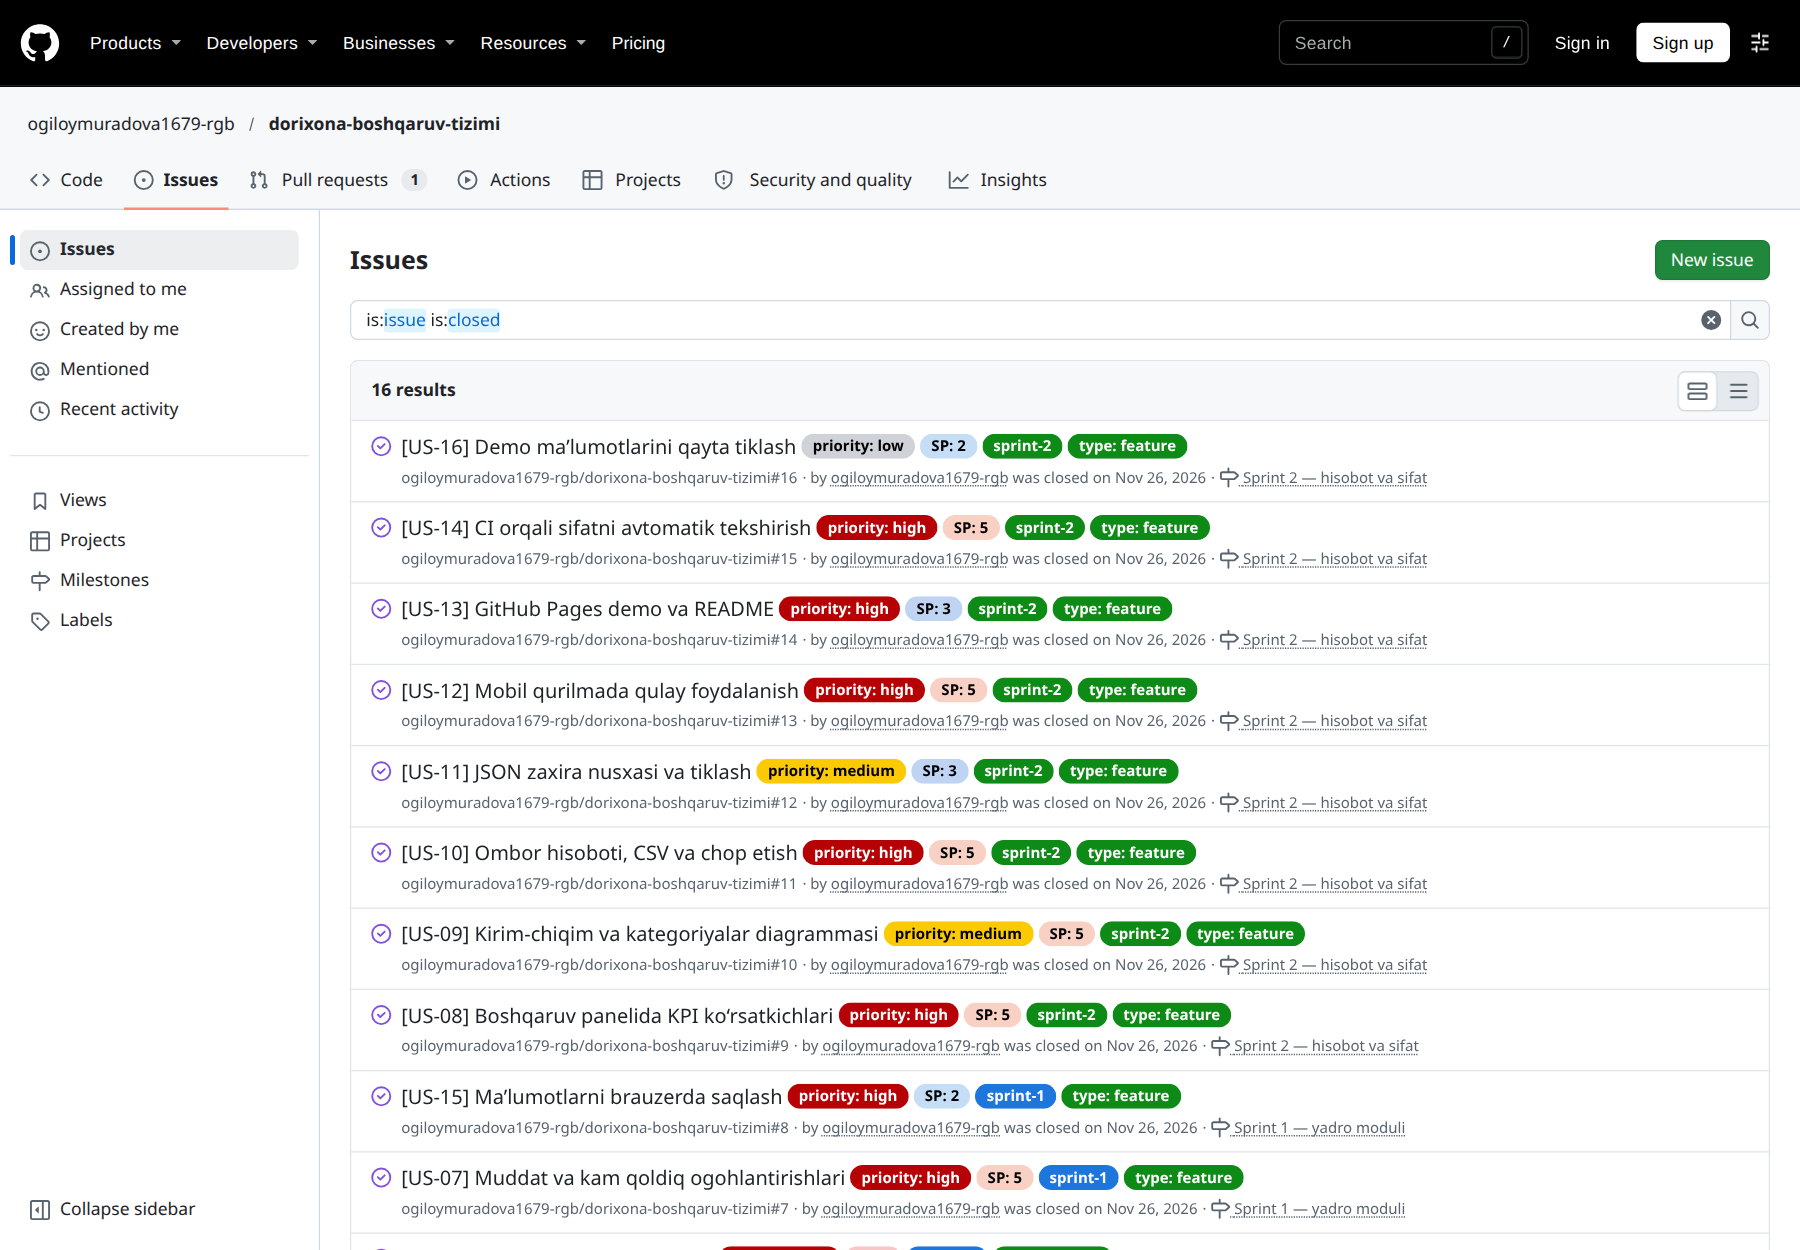 Products Developers Businesses Resources Pricing Search / Sign in Sign up
ogiloymuradova1679-rgb / dorixona-boshqaruv-tizimi
Code Issues Pull requests 1 Actions Projects Security and quality Insights
Issues
Assigned to me
Created by me
Mentioned
Recent activity
Views
Projects
Milestones
Labels
Collapse sidebar
Issues
New issue
is:issue is:closed
16 results
[US-16] Demo ma’lumotlarini qayta tiklash priority: low SP: 2 sprint-2 type: feature
ogiloymuradova1679-rgb/dorixona-boshqaruv-tizimi#16 · by ogiloymuradova1679-rgb was closed on Nov 26, 2026 · Sprint 2 — hisobot va sifat
[US-14] CI orqali sifatni avtomatik tekshirish priority: high SP: 5 sprint-2 type: feature
ogiloymuradova1679-rgb/dorixona-boshqaruv-tizimi#15 · by ogiloymuradova1679-rgb was closed on Nov 26, 2026 · Sprint 2 — hisobot va sifat
[US-13] GitHub Pages demo va README priority: high SP: 3 sprint-2 type: feature
ogiloymuradova1679-rgb/dorixona-boshqaruv-tizimi#14 · by ogiloymuradova1679-rgb was closed on Nov 26, 2026 · Sprint 2 — hisobot va sifat
[US-12] Mobil qurilmada qulay foydalanish priority: high SP: 5 sprint-2 type: feature
ogiloymuradova1679-rgb/dorixona-boshqaruv-tizimi#13 · by ogiloymuradova1679-rgb was closed on Nov 26, 2026 · Sprint 2 — hisobot va sifat
[US-11] JSON zaxira nusxasi va tiklash priority: medium SP: 3 sprint-2 type: feature
ogiloymuradova1679-rgb/dorixona-boshqaruv-tizimi#12 · by ogiloymuradova1679-rgb was closed on Nov 26, 2026 · Sprint 2 — hisobot va sifat
[US-10] Ombor hisoboti, CSV va chop etish priority: high SP: 5 sprint-2 type: feature
ogiloymuradova1679-rgb/dorixona-boshqaruv-tizimi#11 · by ogiloymuradova1679-rgb was closed on Nov 26, 2026 · Sprint 2 — hisobot va sifat
[US-09] Kirim-chiqim va kategoriyalar diagrammasi priority: medium SP: 5 sprint-2 type: feature
ogiloymuradova1679-rgb/dorixona-boshqaruv-tizimi#10 · by ogiloymuradova1679-rgb was closed on Nov 26, 2026 · Sprint 2 — hisobot va sifat
[US-08] Boshqaruv panelida KPI ko‘rsatkichlari priority: high SP: 5 sprint-2 type: feature
ogiloymuradova1679-rgb/dorixona-boshqaruv-tizimi#9 · by ogiloymuradova1679-rgb was closed on Nov 26, 2026 · Sprint 2 — hisobot va sifat
[US-15] Ma’lumotlarni brauzerda saqlash priority: high SP: 2 sprint-1 type: feature
ogiloymuradova1679-rgb/dorixona-boshqaruv-tizimi#8 · by ogiloymuradova1679-rgb was closed on Nov 26, 2026 · Sprint 1 — yadro moduli
[US-07] Muddat va kam qoldiq ogohlantirishlari priority: high SP: 5 sprint-1 type: feature
ogiloymuradova1679-rgb/dorixona-boshqaruv-tizimi#7 · by ogiloymuradova1679-rgb was closed on Nov 26, 2026 · Sprint 1 — yadro moduli